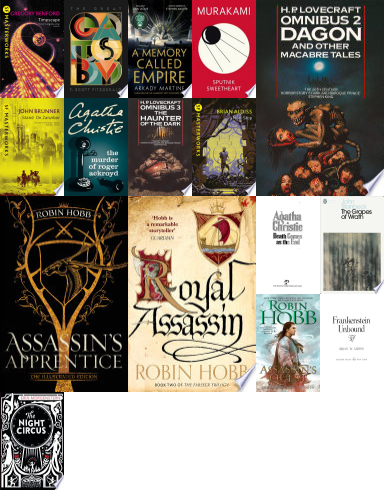 GREGORY BENFORD
Timescape
SF MASTERWORKS
THE GREAT
GATSBY
F. SCOTT FITZGERALD
A MEMORY
CALLED
EMPIRE
ARKADY MARTINE
MURAKAMI
SPUTNIK
SWEETHEART
H.P. LOVECRAFT
OMNIBUS 2
DAGON
AND OTHER
MACABRE TALES
STEPHEN KING
JOHN BRUNNER
Stand On Zanzibar
SF MASTERWORKS
Agatha
Christie
the murder of
roger
ackroyd
H.P. LOVECRAFT
OMNIBUS 3
THE
HAUNTER
OF THE DARK
BRIAN ALDISS
SF MASTERWORKS
ROBIN HOBB
ASSASSIN'S
APPRENTICE
THE ILLUSTRATED EDITION
'Hobb is
a remarkable
storyteller'
GUARDIAN
Royal
Assassin
ROBIN HOBB
BOOK TWO OF THE FARSEER TRILOGY
Agatha
Christie
Death Comes
as the End
The Grapes
of Wrath
ROBIN
HOBB
Frankenstein
Unbound
The
NIGHT
CIRCUS